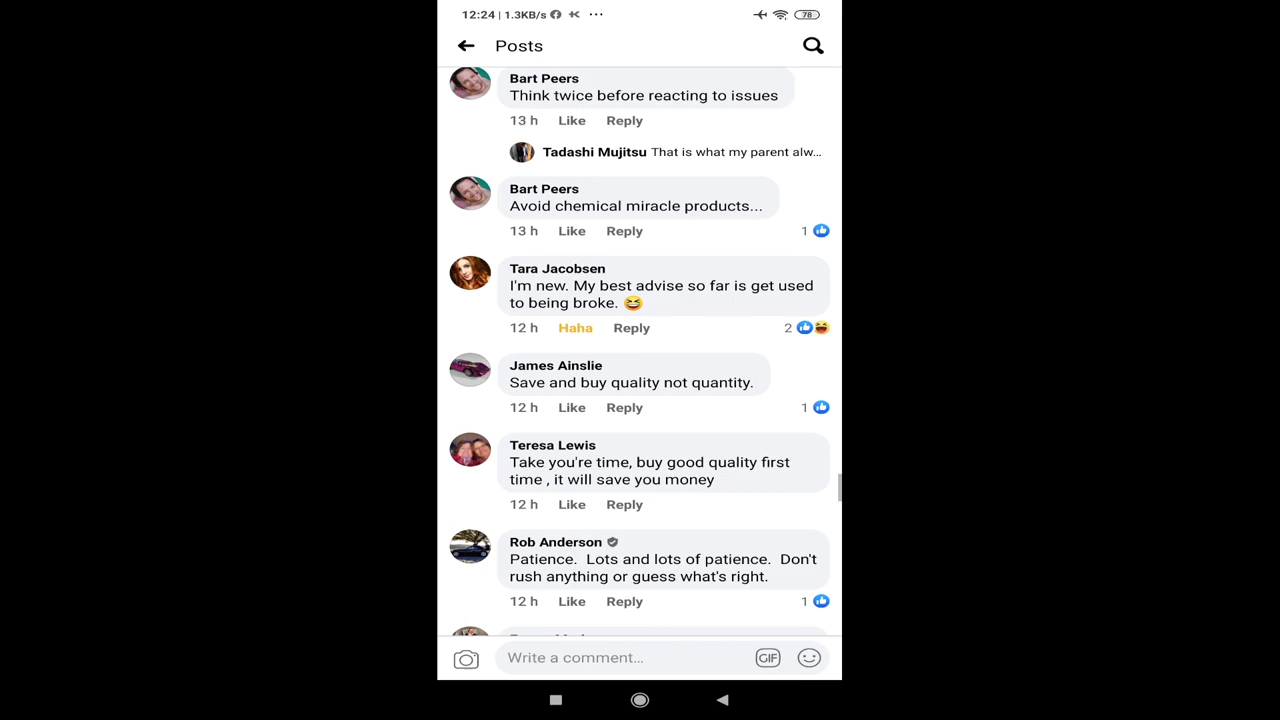 12:24 | 1.3KB/s ...
78
Posts
Bart Peers
Think twice before reacting to issues
13 h Like Reply
Tadashi Mujitsu That is what my parent alw...
Bart Peers
Avoid chemical miracle products...
13 h Like Reply 1
Tara Jacobsen
I'm new. My best advise so far is get used
to being broke. 😆
12 h Haha Reply 2
James Ainslie
Save and buy quality not quantity.
12 h Like Reply 1
Teresa Lewis
Take you're time, buy good quality first
time , it will save you money
12 h Like Reply
Rob Anderson
Patience. Lots and lots of patience. Don't
rush anything or guess what's right.
12 h Like Reply 1
Write a comment...
GIF